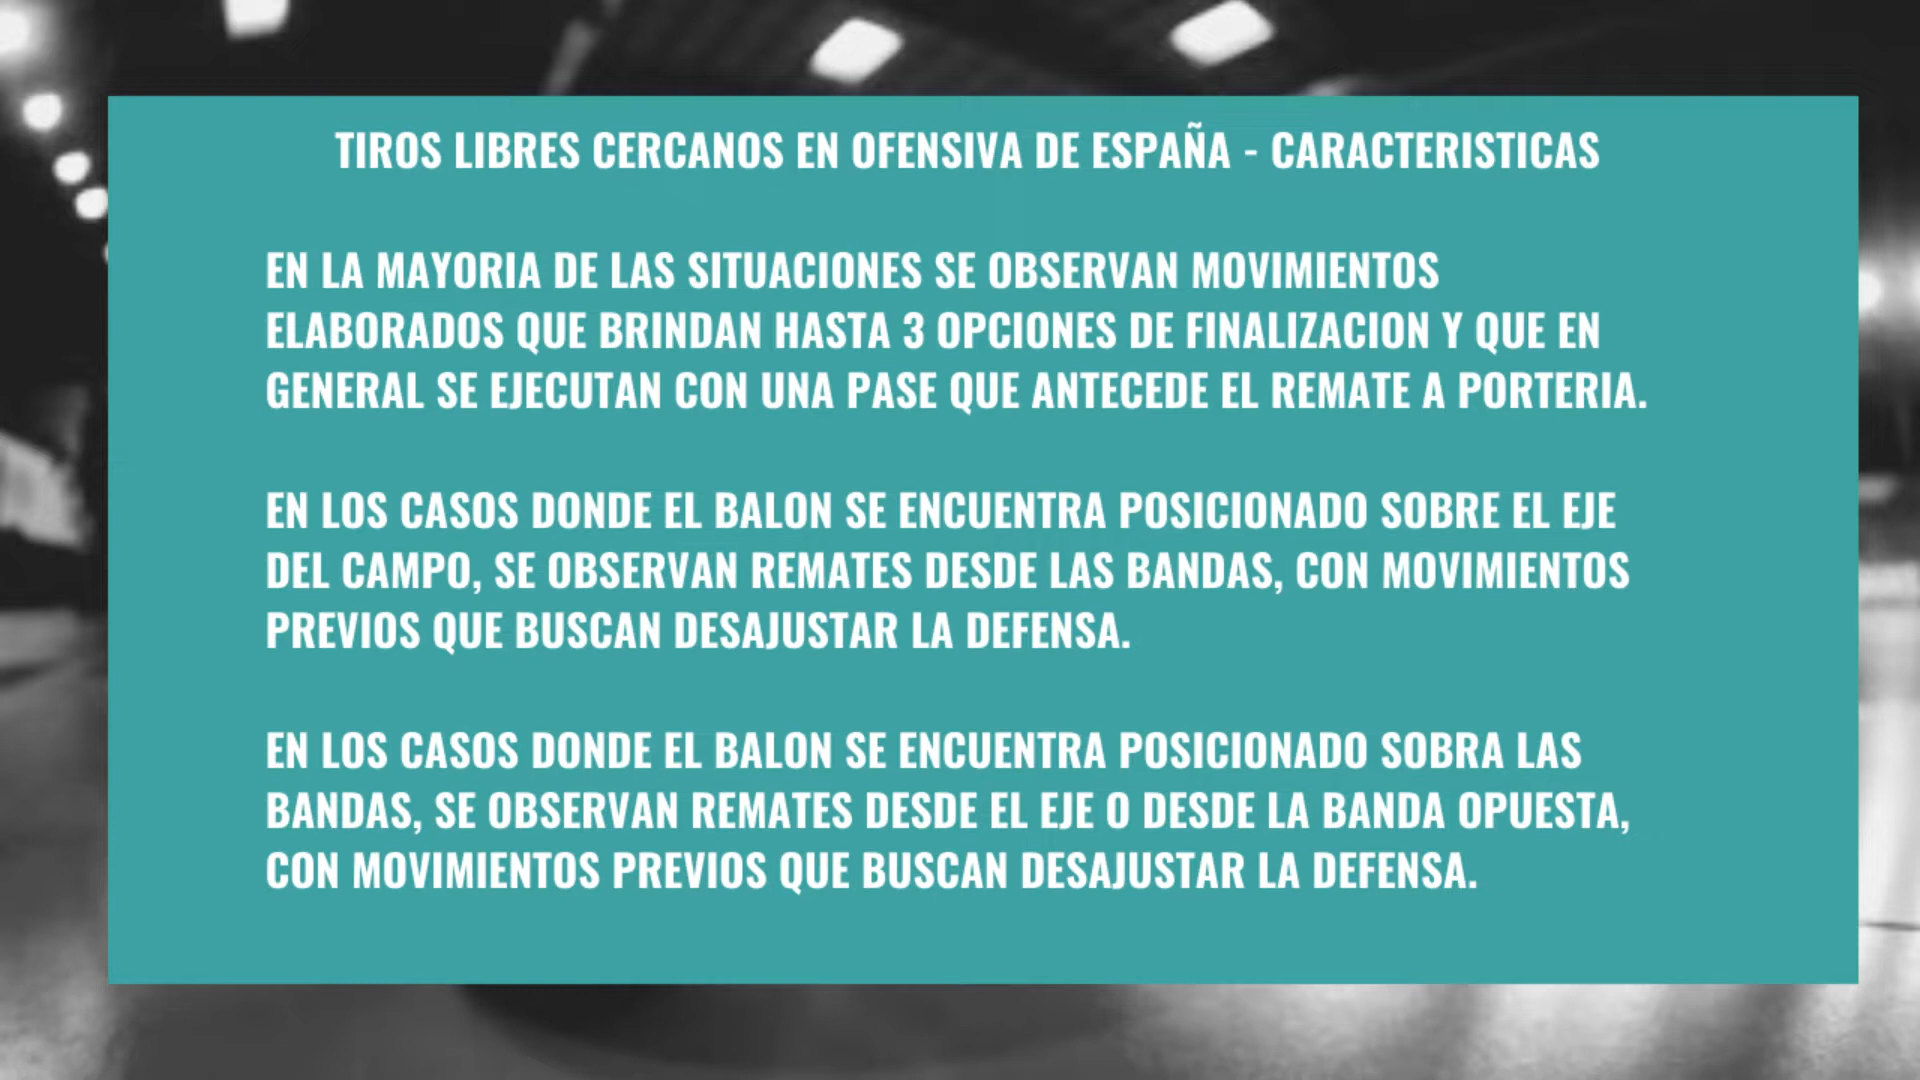 TIROS LIBRES CERCANOS EN OFENSIVA DE ESPAÑA - CARACTERISTICAS
EN LA MAYORIA DE LAS SITUACIONES SE OBSERVAN MOVIMIENTOS
ELABORADOS QUE BRINDAN HASTA 3 OPCIONES DE FINALIZACION Y QUE EN
GENERAL SE EJECUTAN CON UNA PASE QUE ANTECEDE EL REMATE A PORTERIA.
EN LOS CASOS DONDE EL BALON SE ENCUENTRA POSICIONADO SOBRE EL EJE
DEL CAMPO, SE OBSERVAN REMATES DESDE LAS BANDAS, CON MOVIMIENTOS
PREVIOS QUE BUSCAN DESAJUSTAR LA DEFENSA.
EN LOS CASOS DONDE EL BALON SE ENCUENTRA POSICIONADO SOBRA LAS
BANDAS, SE OBSERVAN REMATES DESDE EL EJE O DESDE LA BANDA OPUESTA,
CON MOVIMIENTOS PREVIOS QUE BUSCAN DESAJUSTAR LA DEFENSA.